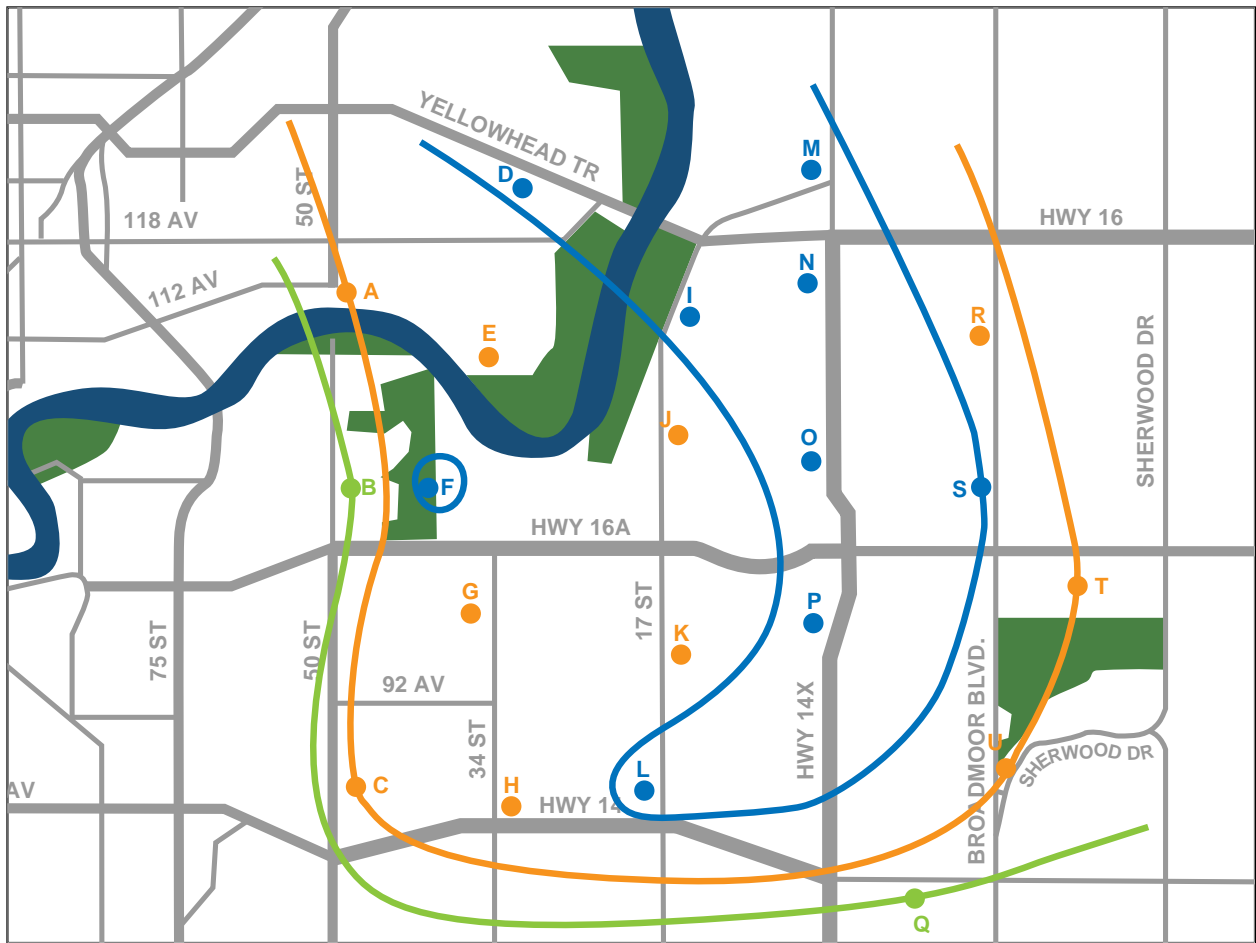 YELLOWHEAD TR
M
D
50 ST
118 AV
HWY 16
N
112 AV
A
I
R
E
SHERWOOD DR
J
O
B
F
S
HWY 16A
G
T
P
17 ST
K
75 ST
50 ST
92 AV
BROADMOOR BLVD.
HWY 14X
34 ST
U
SHERWOOD DR
L
C
H
AV
HWY 14
Q